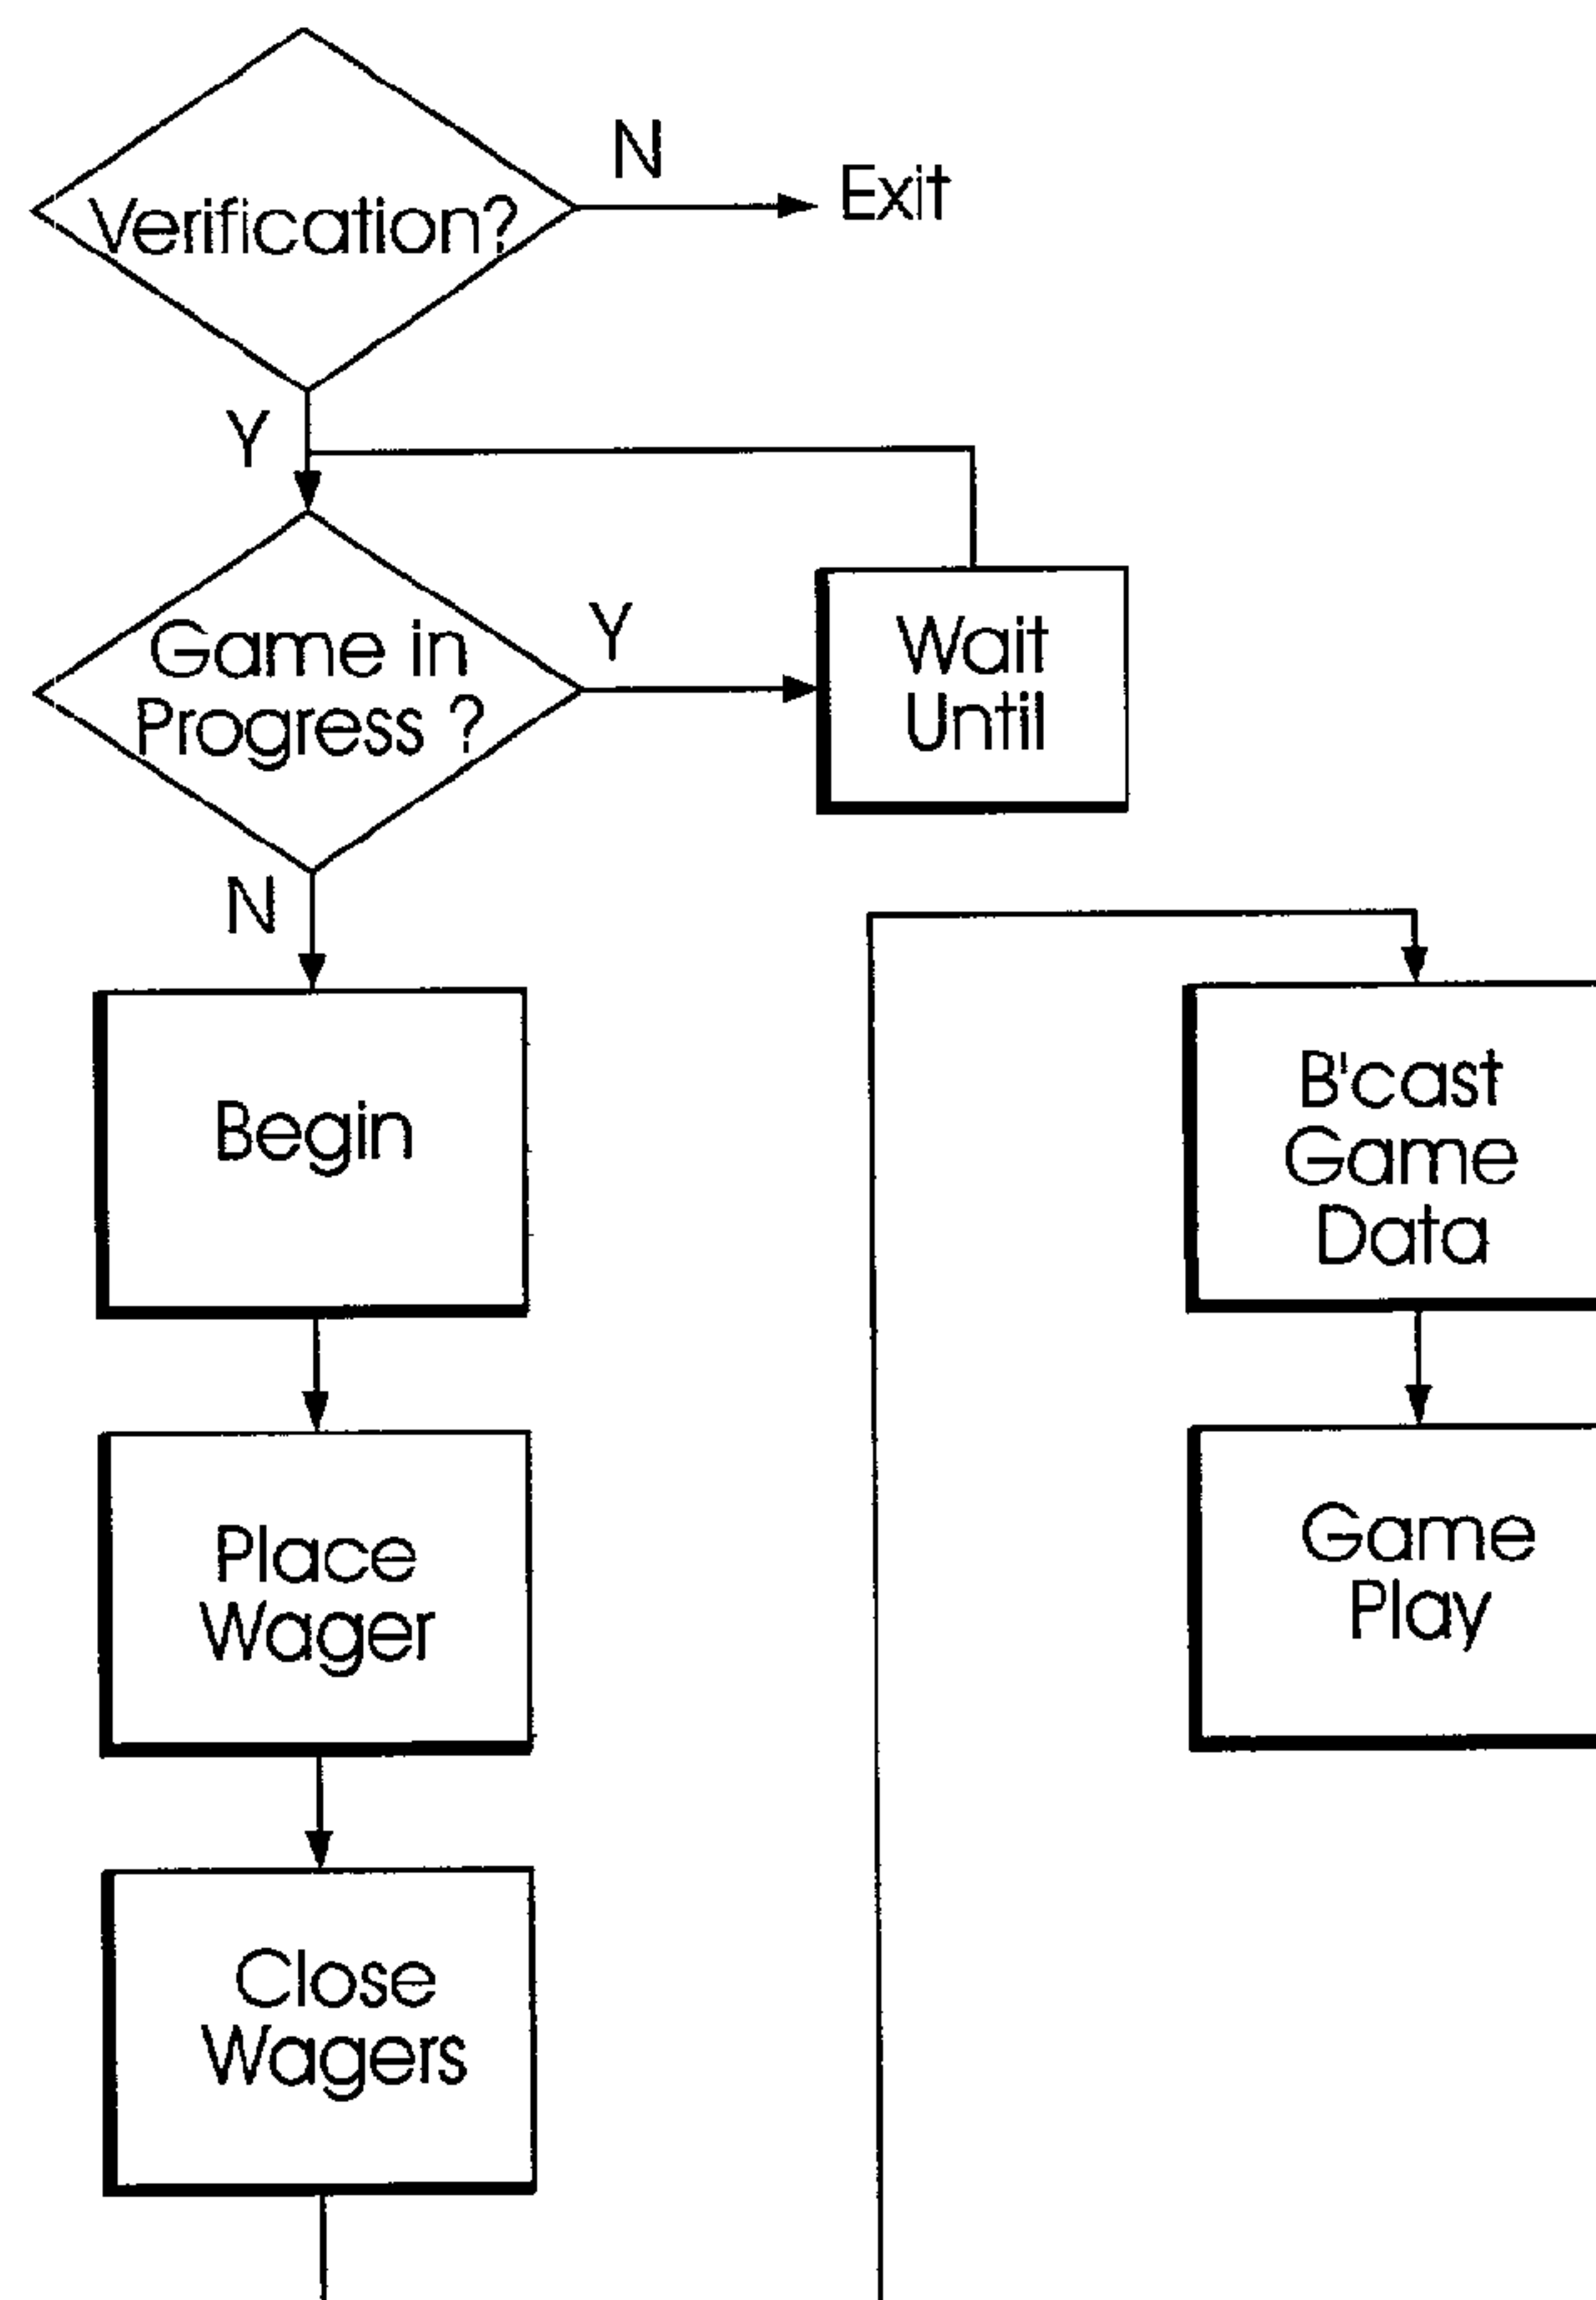 Verification?
N
Exit
Y
Game in
Progress ?
Y
Wait
Until
N
Begin
Place
Wager
Close
Wagers
B'cast
Game
Data
Game
Play